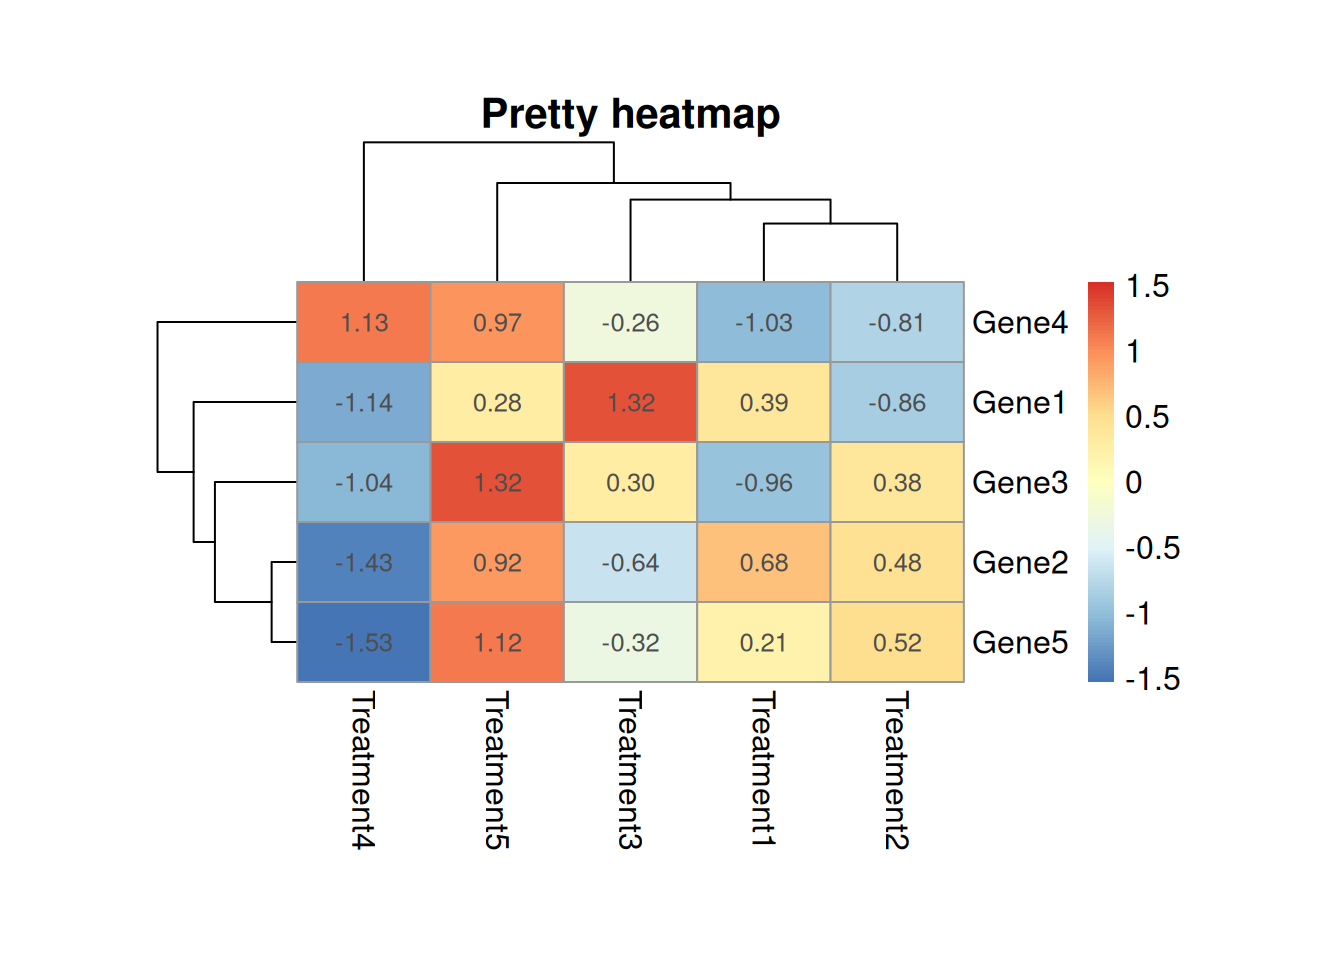 Pretty heatmap
1.13 0.97 -0.26 -1.03 -0.81 Gene4
-1.14 0.28 1.32 0.39 -0.86 Gene1
-1.04 1.32 0.30 -0.96 0.38 Gene3
-1.43 0.92 -0.64 0.68 0.48 Gene2
-1.53 1.12 -0.32 0.21 0.52 Gene5
Treatment4
Treatment5
Treatment3
Treatment1
Treatment2
1.5
1
0.5
0
-0.5
-1
-1.5